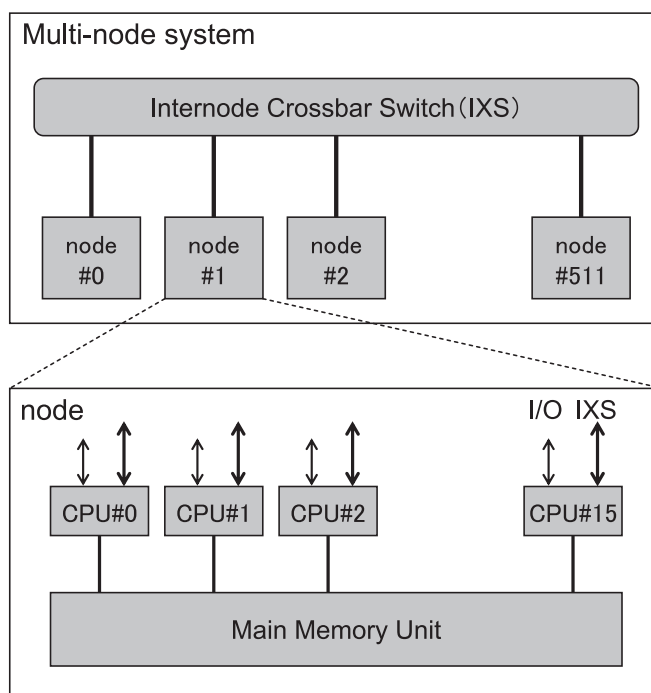 Multi-node system
Internode Crossbar Switch(IXS)
node
#0
node
#1
node
#2
node
#511
node
I/O IXS
CPU#0
CPU#1
CPU#2
CPU#15
Main Memory Unit